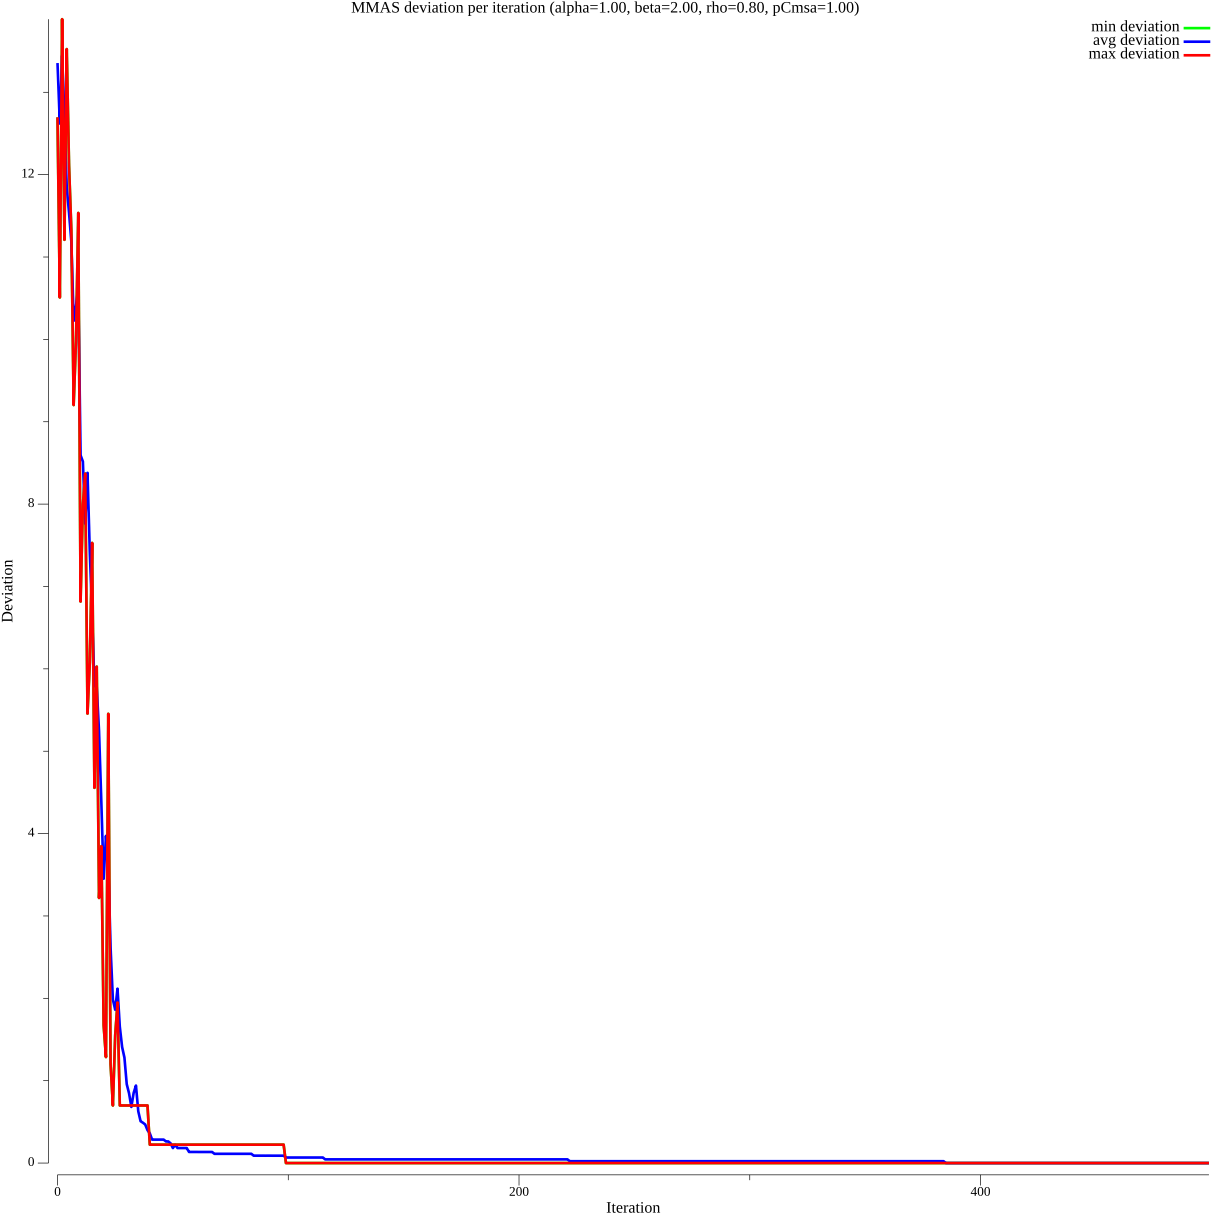 MMAS deviation per iteration (alpha=1.00, beta=2.00, rho=0.80, pCmsa=1.00)
min deviation
avg deviation
max deviation
12
8
4
0
Deviation
0 200 400
Iteration